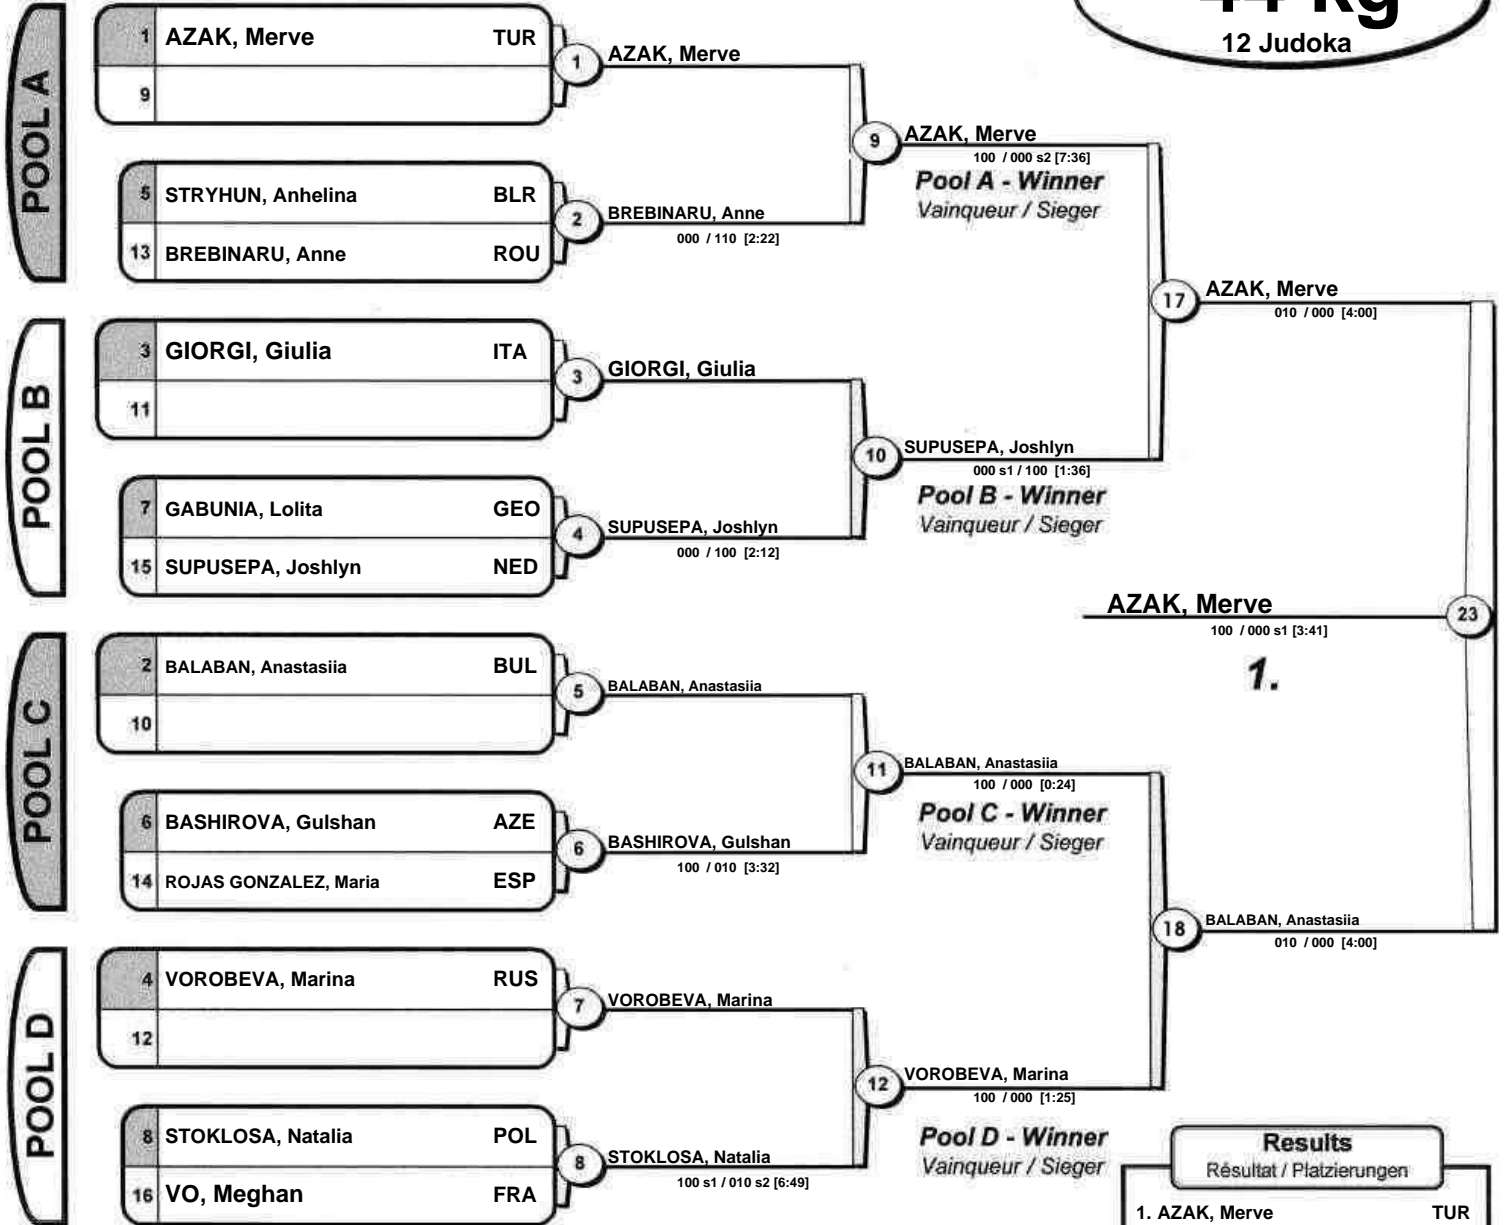 44 kg
12 Judoka
POOL A
1 AZAK, Merve TUR
9
5 STRYHUN, Anhelina BLR
13 BREBINARU, Anne ROU
1 AZAK, Merve
2 BREBINARU, Anne
000 / 110 [2:22]
9 AZAK, Merve
100 / 000 s2 [7:36]
Pool A - Winner
Vainqueur / Sieger
POOL B
3 GIORGI, Giulia ITA
11
7 GABUNIA, Lolita GEO
15 SUPUSEPA, Joshlyn NED
3 GIORGI, Giulia
4 SUPUSEPA, Joshlyn
000 / 100 [2:12]
10 SUPUSEPA, Joshlyn
000 s1 / 100 [1:36]
Pool B - Winner
Vainqueur / Sieger
17 AZAK, Merve
010 / 000 [4:00]
AZAK, Merve 23
100 / 000 s1 [3:41]
1.
POOL C
2 BALABAN, Anastasiia BUL
10
6 BASHIROVA, Gulshan AZE
14 ROJAS GONZALEZ, Maria ESP
5 BALABAN, Anastasiia
6 BASHIROVA, Gulshan
100 / 010 [3:32]
11 BALABAN, Anastasiia
100 / 000 [0:24]
Pool C - Winner
Vainqueur / Sieger
POOL D
4 VOROBEVA, Marina RUS
12
8 STOKLOSA, Natalia POL
16 VO, Meghan FRA
7 VOROBEVA, Marina
8 STOKLOSA, Natalia
100 s1 / 010 s2 [6:49]
12 VOROBEVA, Marina
100 / 000 [1:25]
Pool D - Winner
Vainqueur / Sieger
18 BALABAN, Anastasiia
010 / 000 [4:00]
Results
Résultat / Platzierungen
1. AZAK, Merve TUR